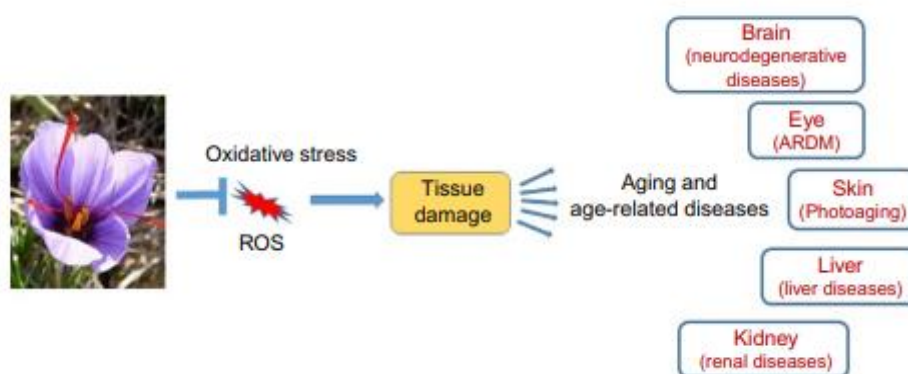 Oxidative stress
ROS
Tissue
damage
Aging and
age-related diseases
Brain
(neurodegenerative
diseases)
Eye
(ARDM)
Skin
(Photoaging)
Liver
(liver diseases)
Kidney
(renal diseases)